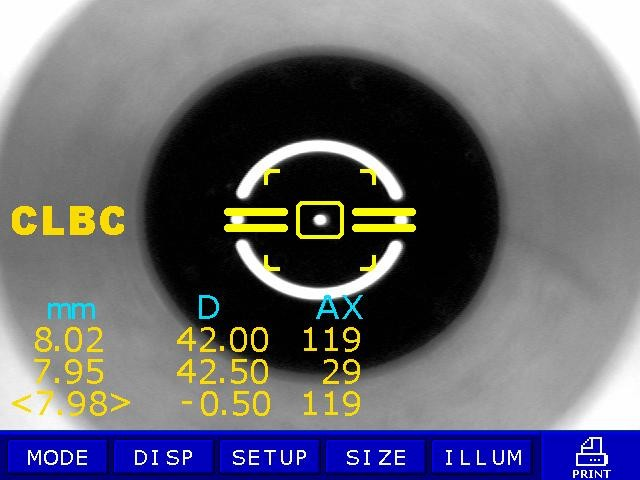 CLBC
mm D AX
8.02 42.00 119
7.95 42.50 29
<7.98> -0.50 119
MODE DISP SETUP SIZE ILLUM PRINT